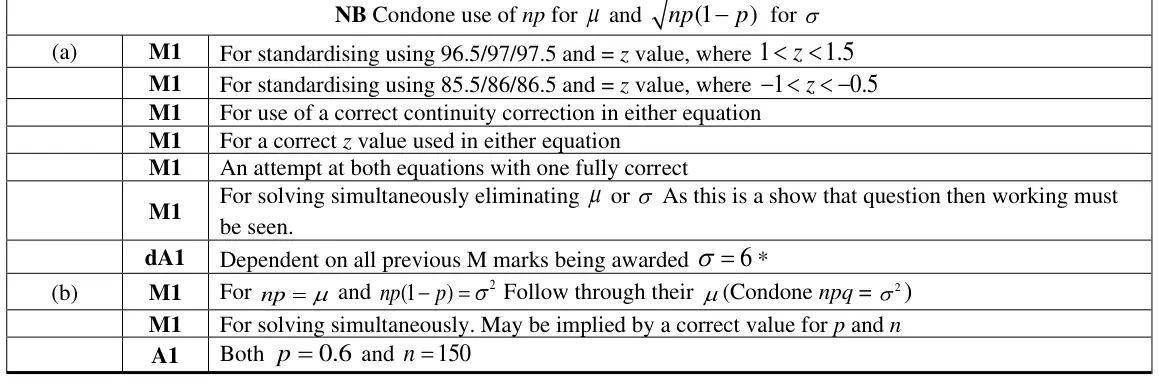 NB Condone use of np for μ and √np(1 − p) for σ
(a) M1 For standardising using 96.5/97/97.5 and = z value, where 1 < z < 1.5
M1 For standardising using 85.5/86/86.5 and = z value, where −1 < z < −0.5
M1 For use of a correct continuity correction in either equation
M1 For a correct z value used in either equation
M1 An attempt at both equations with one fully correct
M1 For solving simultaneously eliminating μ or σ As this is a show that question then working must
be seen.
dA1 Dependent on all previous M marks being awarded σ = 6 *
(b) M1 For np = μ and np(1 − p) = σ² Follow through their μ (Condone npq = σ²)
M1 For solving simultaneously. May be implied by a correct value for p and n
A1 Both p = 0.6 and n = 150